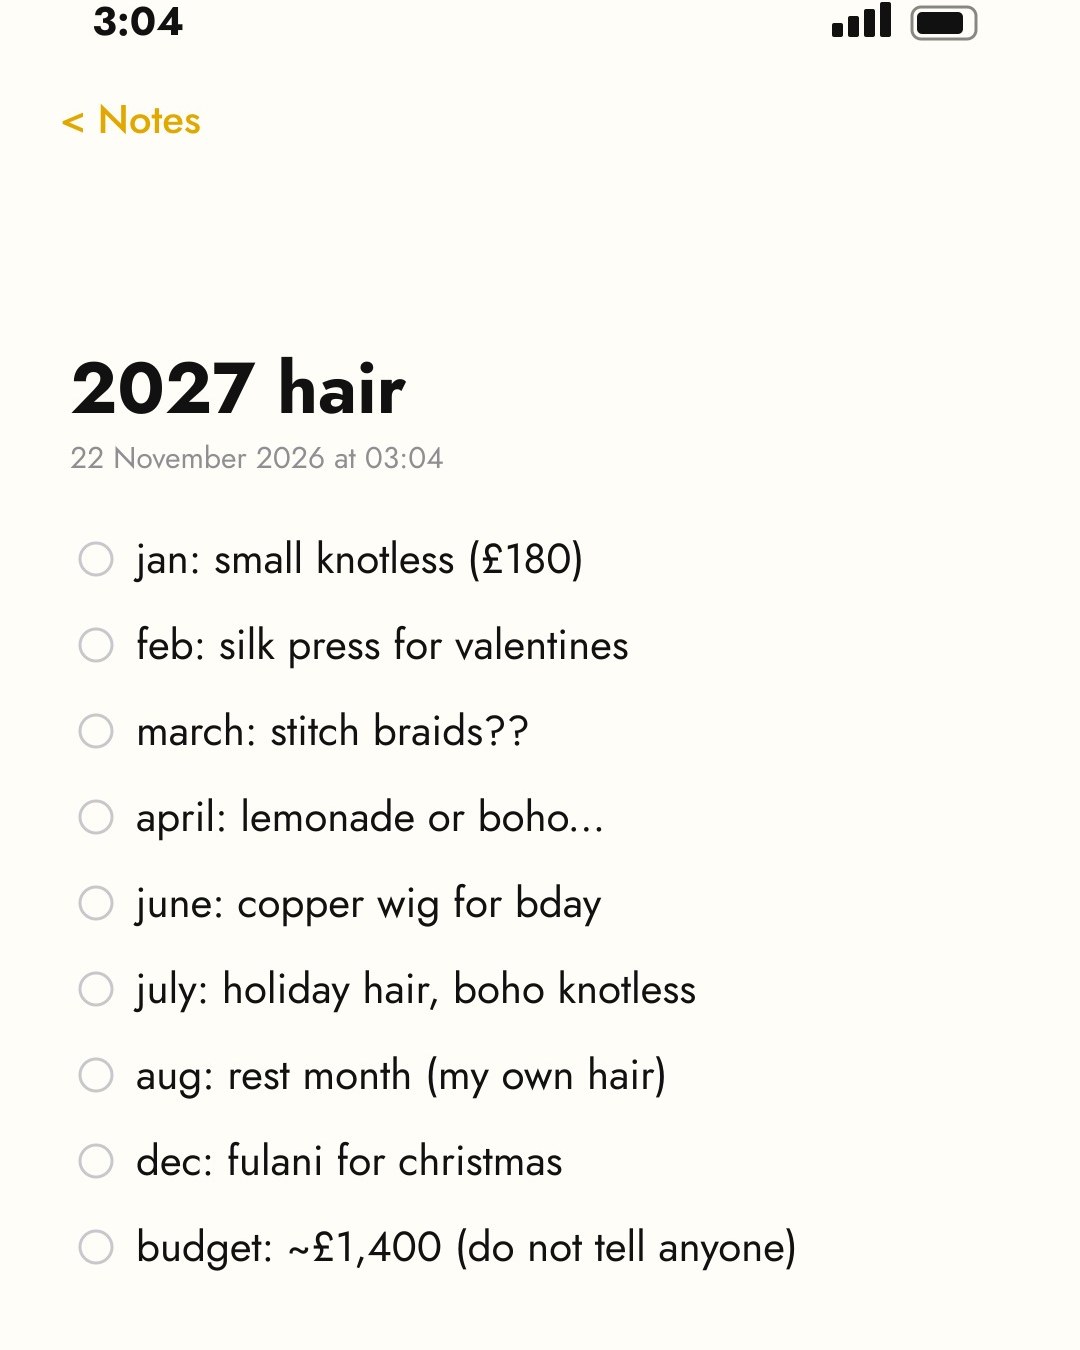 3:04
< Notes
2027 hair
22 November 2026 at 03:04
jan: small knotless (£180)
feb: silk press for valentines
march: stitch braids??
april: lemonade or boho...
june: copper wig for bday
july: holiday hair, boho knotless
aug: rest month (my own hair)
dec: fulani for christmas
budget: ~£1,400 (do not tell anyone)